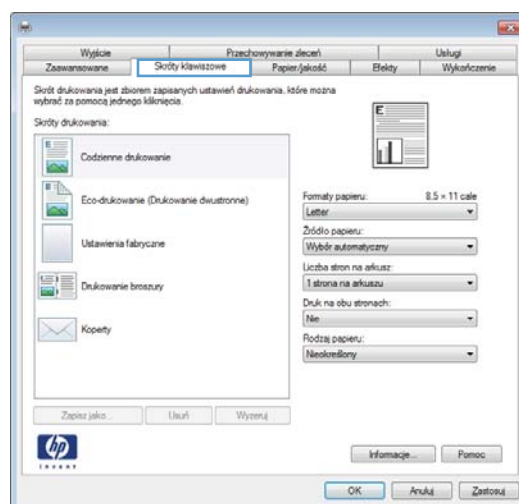 Wyjście Przechowywanie zleceń Usługi
Zaawansowane Skróty klawiszowe Papier/jakość Efekty Wykończenie
Skrót drukowania jest zbiorem zapisanych ustawień drukowania, które można
wybrać za pomocą jednego kliknięcia.
Skróty drukowania:
Codzienne drukowanie
Eco-drukowanie (Drukowanie dwustronne)
Ustawienia fabryczne
Drukowanie broszury
Koperty
E
Formaty papieru: 8.5 × 11 cale
Letter
Źródło papieru:
Wybór automatyczny
Liczba stron na arkusz:
1 strona na arkuszu
Druk na obu stronach:
Nie
Rodzaj papieru:
Nieokreślony
Zapisz jako... Usuń Wyzeruj
hp
invent
Informacje... Pomoc
OK Anuluj Zastosuj